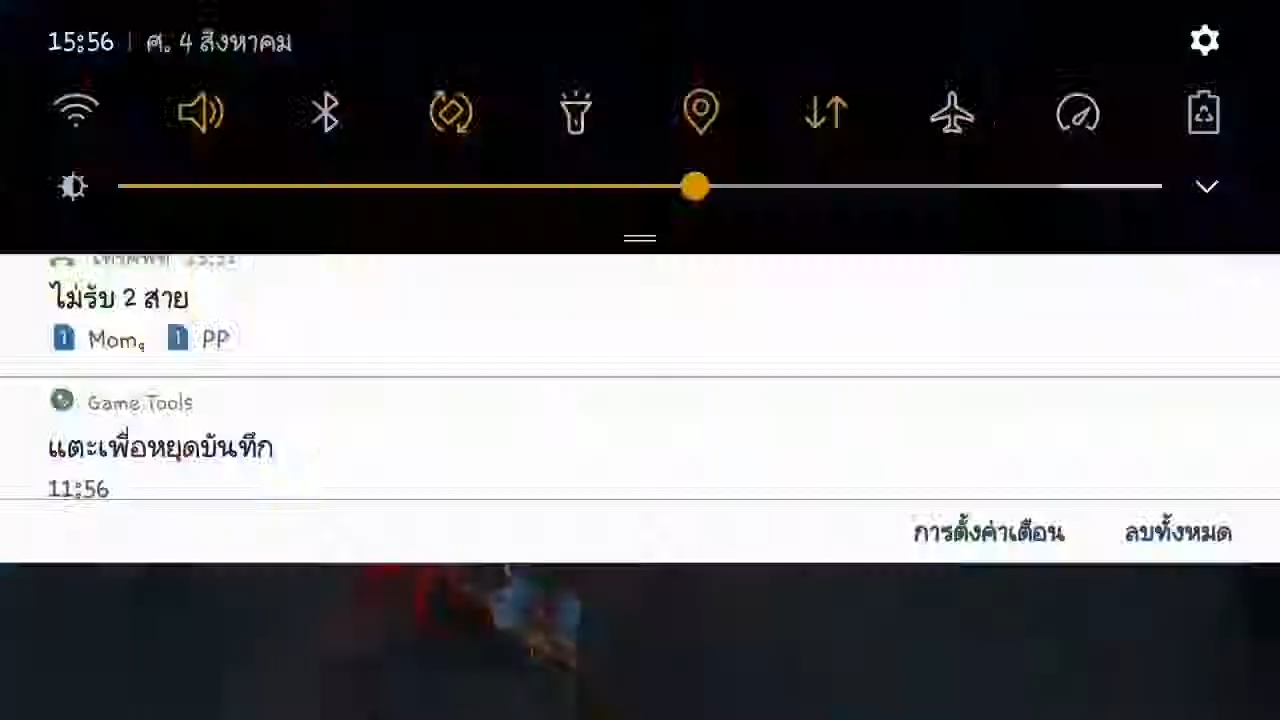 15:56 | ศ. 4 สิงหาคม
ไม่รับ 2 สาย
1 Mom, 1 PP
Game Tools
แตะเพื่อหยุดบันทึก
11:56
การตั้งค่าเตือน ลบทั้งหมด